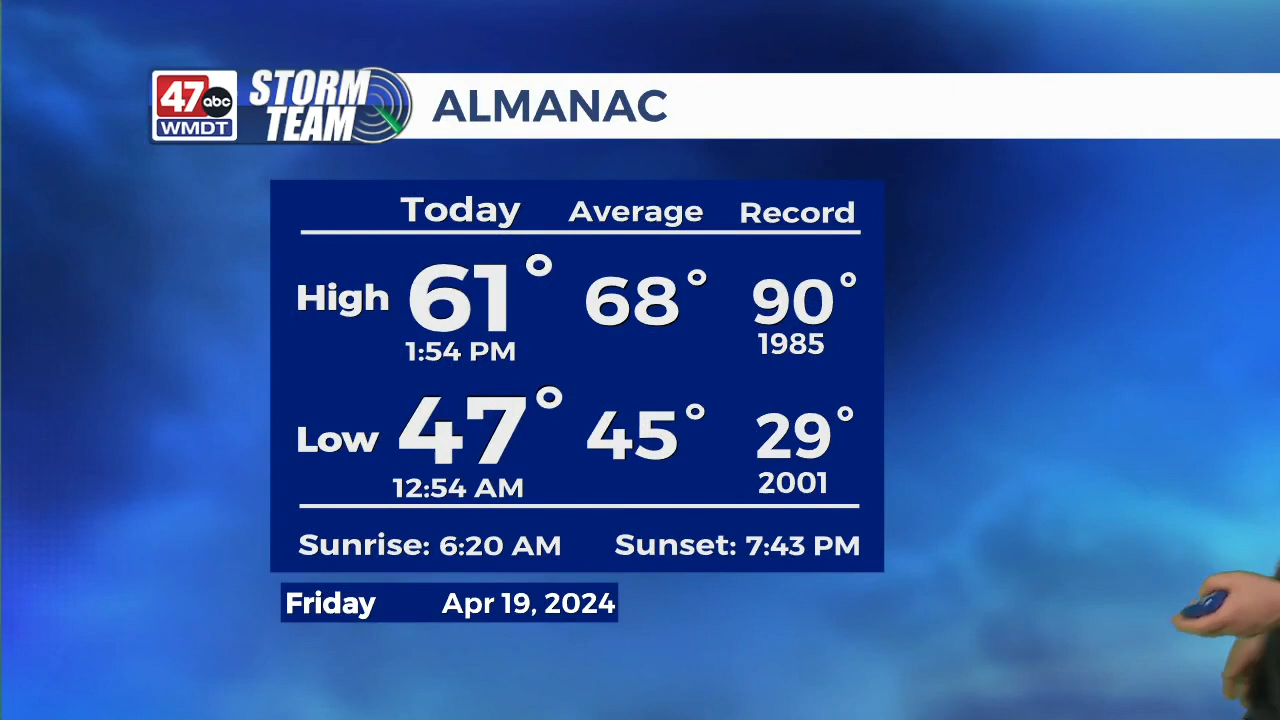 47 abc
WMDT
STORM
TEAM
ALMANAC
Today Average Record
High 61° 68° 90°
1:54 PM 1985
Low 47° 45° 29°
12:54 AM 2001
Sunrise: 6:20 AM Sunset: 7:43 PM
Friday Apr 19, 2024